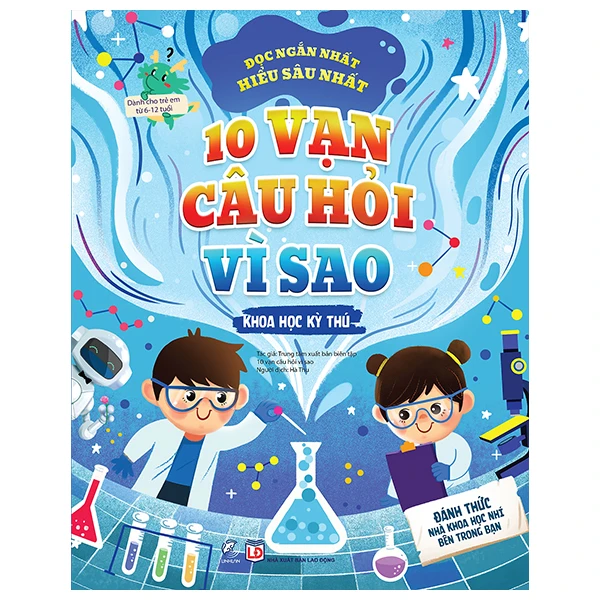 ĐỌC NGẮN NHẤT
HIỂU SÂU NHẤT
Dành cho trẻ em
từ 6-12 tuổi
10 VẠN
CÂU HỎI
VÌ SAO
KHOA HỌC KỲ THÚ
Tác giả: Trung tâm xuất bản biên tập
10 vạn câu hỏi vì sao
Người dịch: Hà Thu
ĐÁNH THỨC
NHÀ KHOA HỌC NHÍ
BÊN TRONG BẠN
LINHLAN
LĐ
NHÀ XUẤT BẢN LAO ĐỘNG